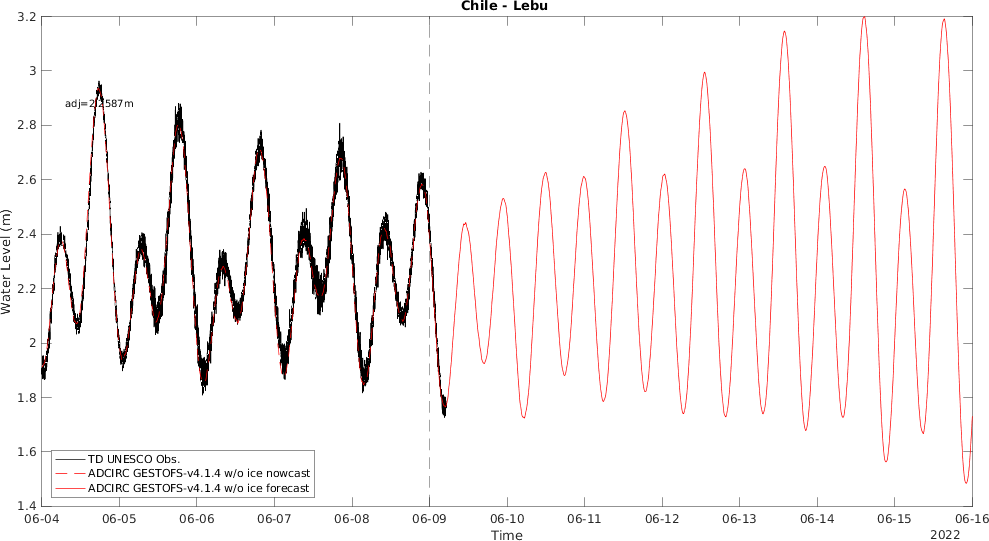 Chile - Lebu
3.2
3
2.8
2.6
2.4
2.2
2
1.8
1.6
1.4
Water Level (m)
adj=2.2587m
TD UNESCO Obs.
ADCIRC GESTOFS-v4.1.4 w/o ice nowcast
ADCIRC GESTOFS-v4.1.4 w/o ice forecast
06-04 06-05 06-06 06-07 06-08 06-09 06-10 06-11 06-12 06-13 06-14 06-15 06-16
Time
2022